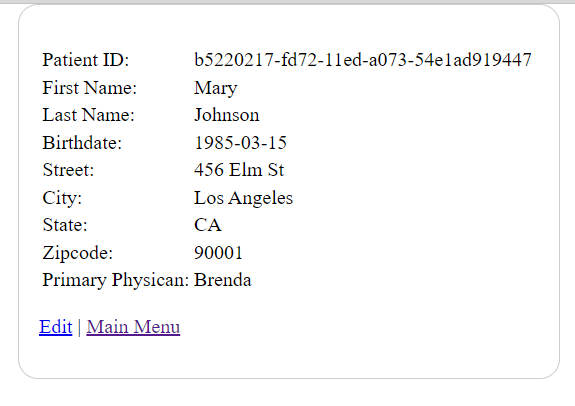 Patient ID: b5220217-fd72-11ed-a073-54e1ad919447
First Name: Mary
Last Name: Johnson
Birthdate: 1985-03-15
Street: 456 Elm St
City: Los Angeles
State: CA
Zipcode: 90001
Primary Physican: Brenda
Edit | Main Menu